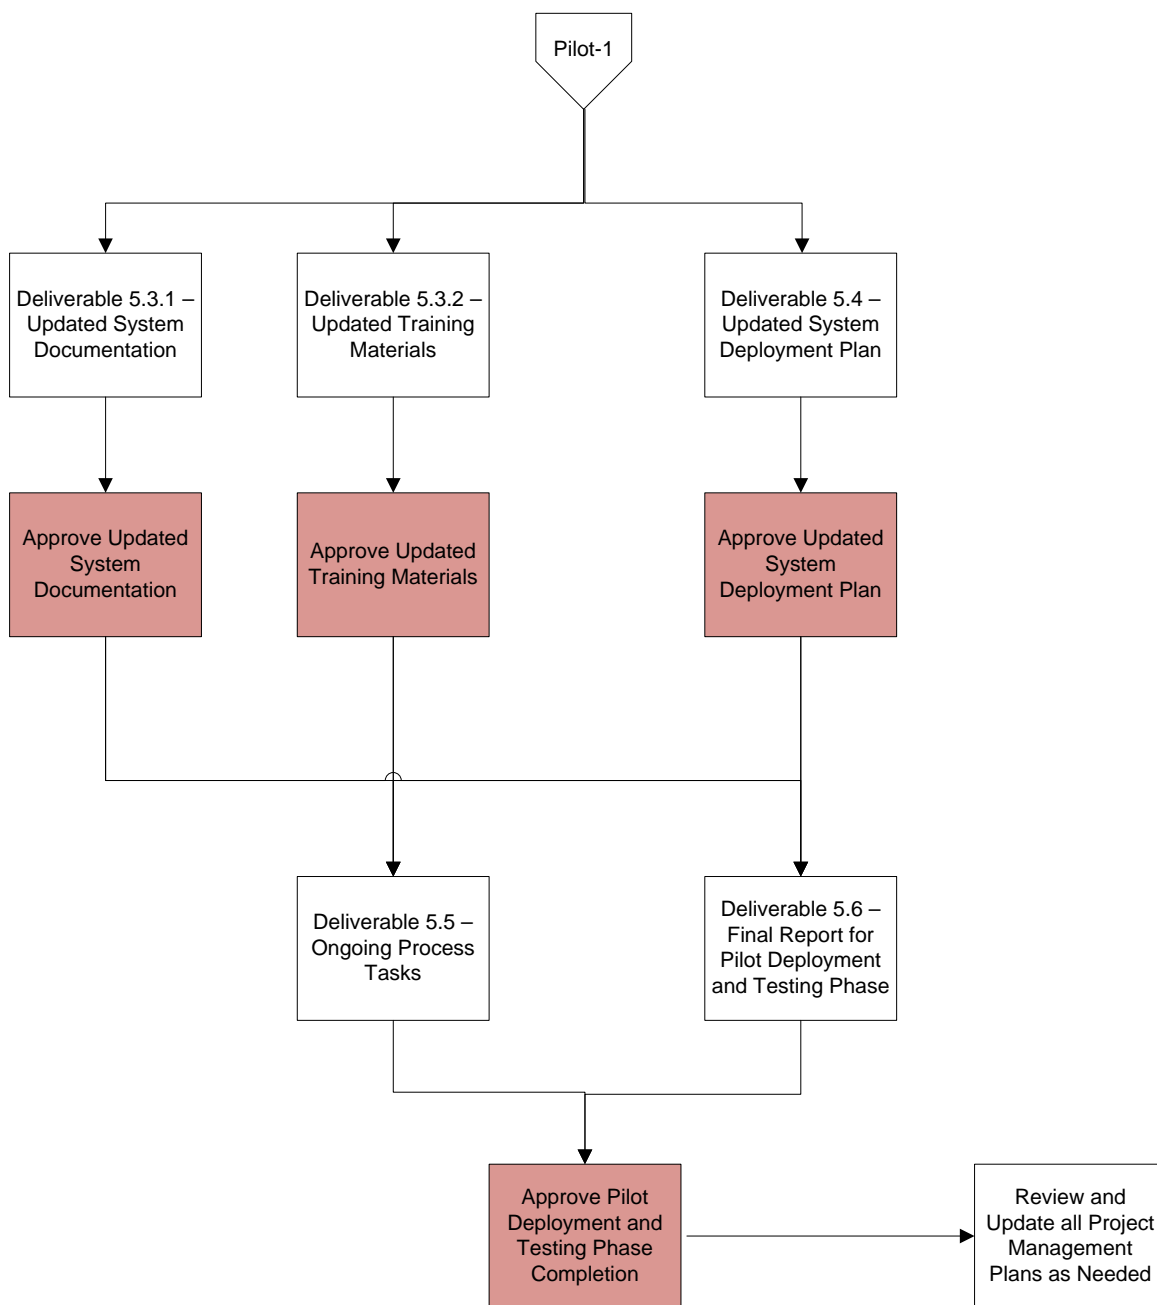 Pilot-1
Deliverable 5.3.1 –
Updated System
Documentation
Deliverable 5.3.2 –
Updated Training
Materials
Deliverable 5.4 –
Updated System
Deployment Plan
Approve Updated
System
Documentation
Approve Updated
Training Materials
Approve Updated
System
Deployment Plan
Deliverable 5.5 –
Ongoing Process
Tasks
Deliverable 5.6 –
Final Report for
Pilot Deployment
and Testing Phase
Approve Pilot
Deployment and
Testing Phase
Completion
Review and
Update all Project
Management
Plans as Needed